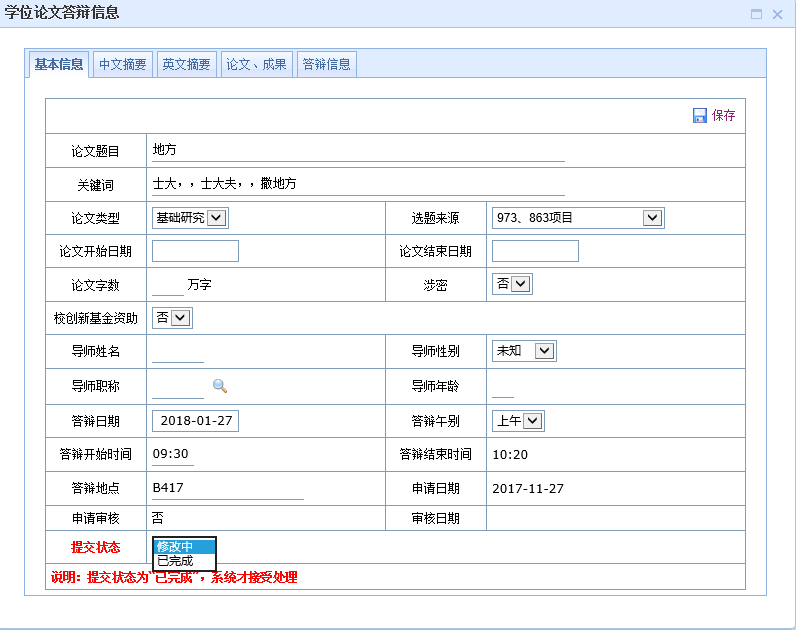 学位论文答辩信息
基本信息 中文摘要 英文摘要 论文、成果 答辩信息
保存
论文题目 地方
关键词 士大，，士大夫，，撒地方
论文类型 基础研究 选题来源 973、863项目
论文开始日期 论文结束日期
论文字数 万字 涉密 否
校创新基金资助 否
导师姓名 导师性别 未知
导师职称 导师年龄
答辩日期 2018-01-27 答辩午别 上午
答辩开始时间 09:30 答辩结束时间 10:20
答辩地点 B417 申请日期 2017-11-27
申请审核 否 审核日期
提交状态 修改中
已完成
说明：提交状态为“已完成”，系统才接受处理